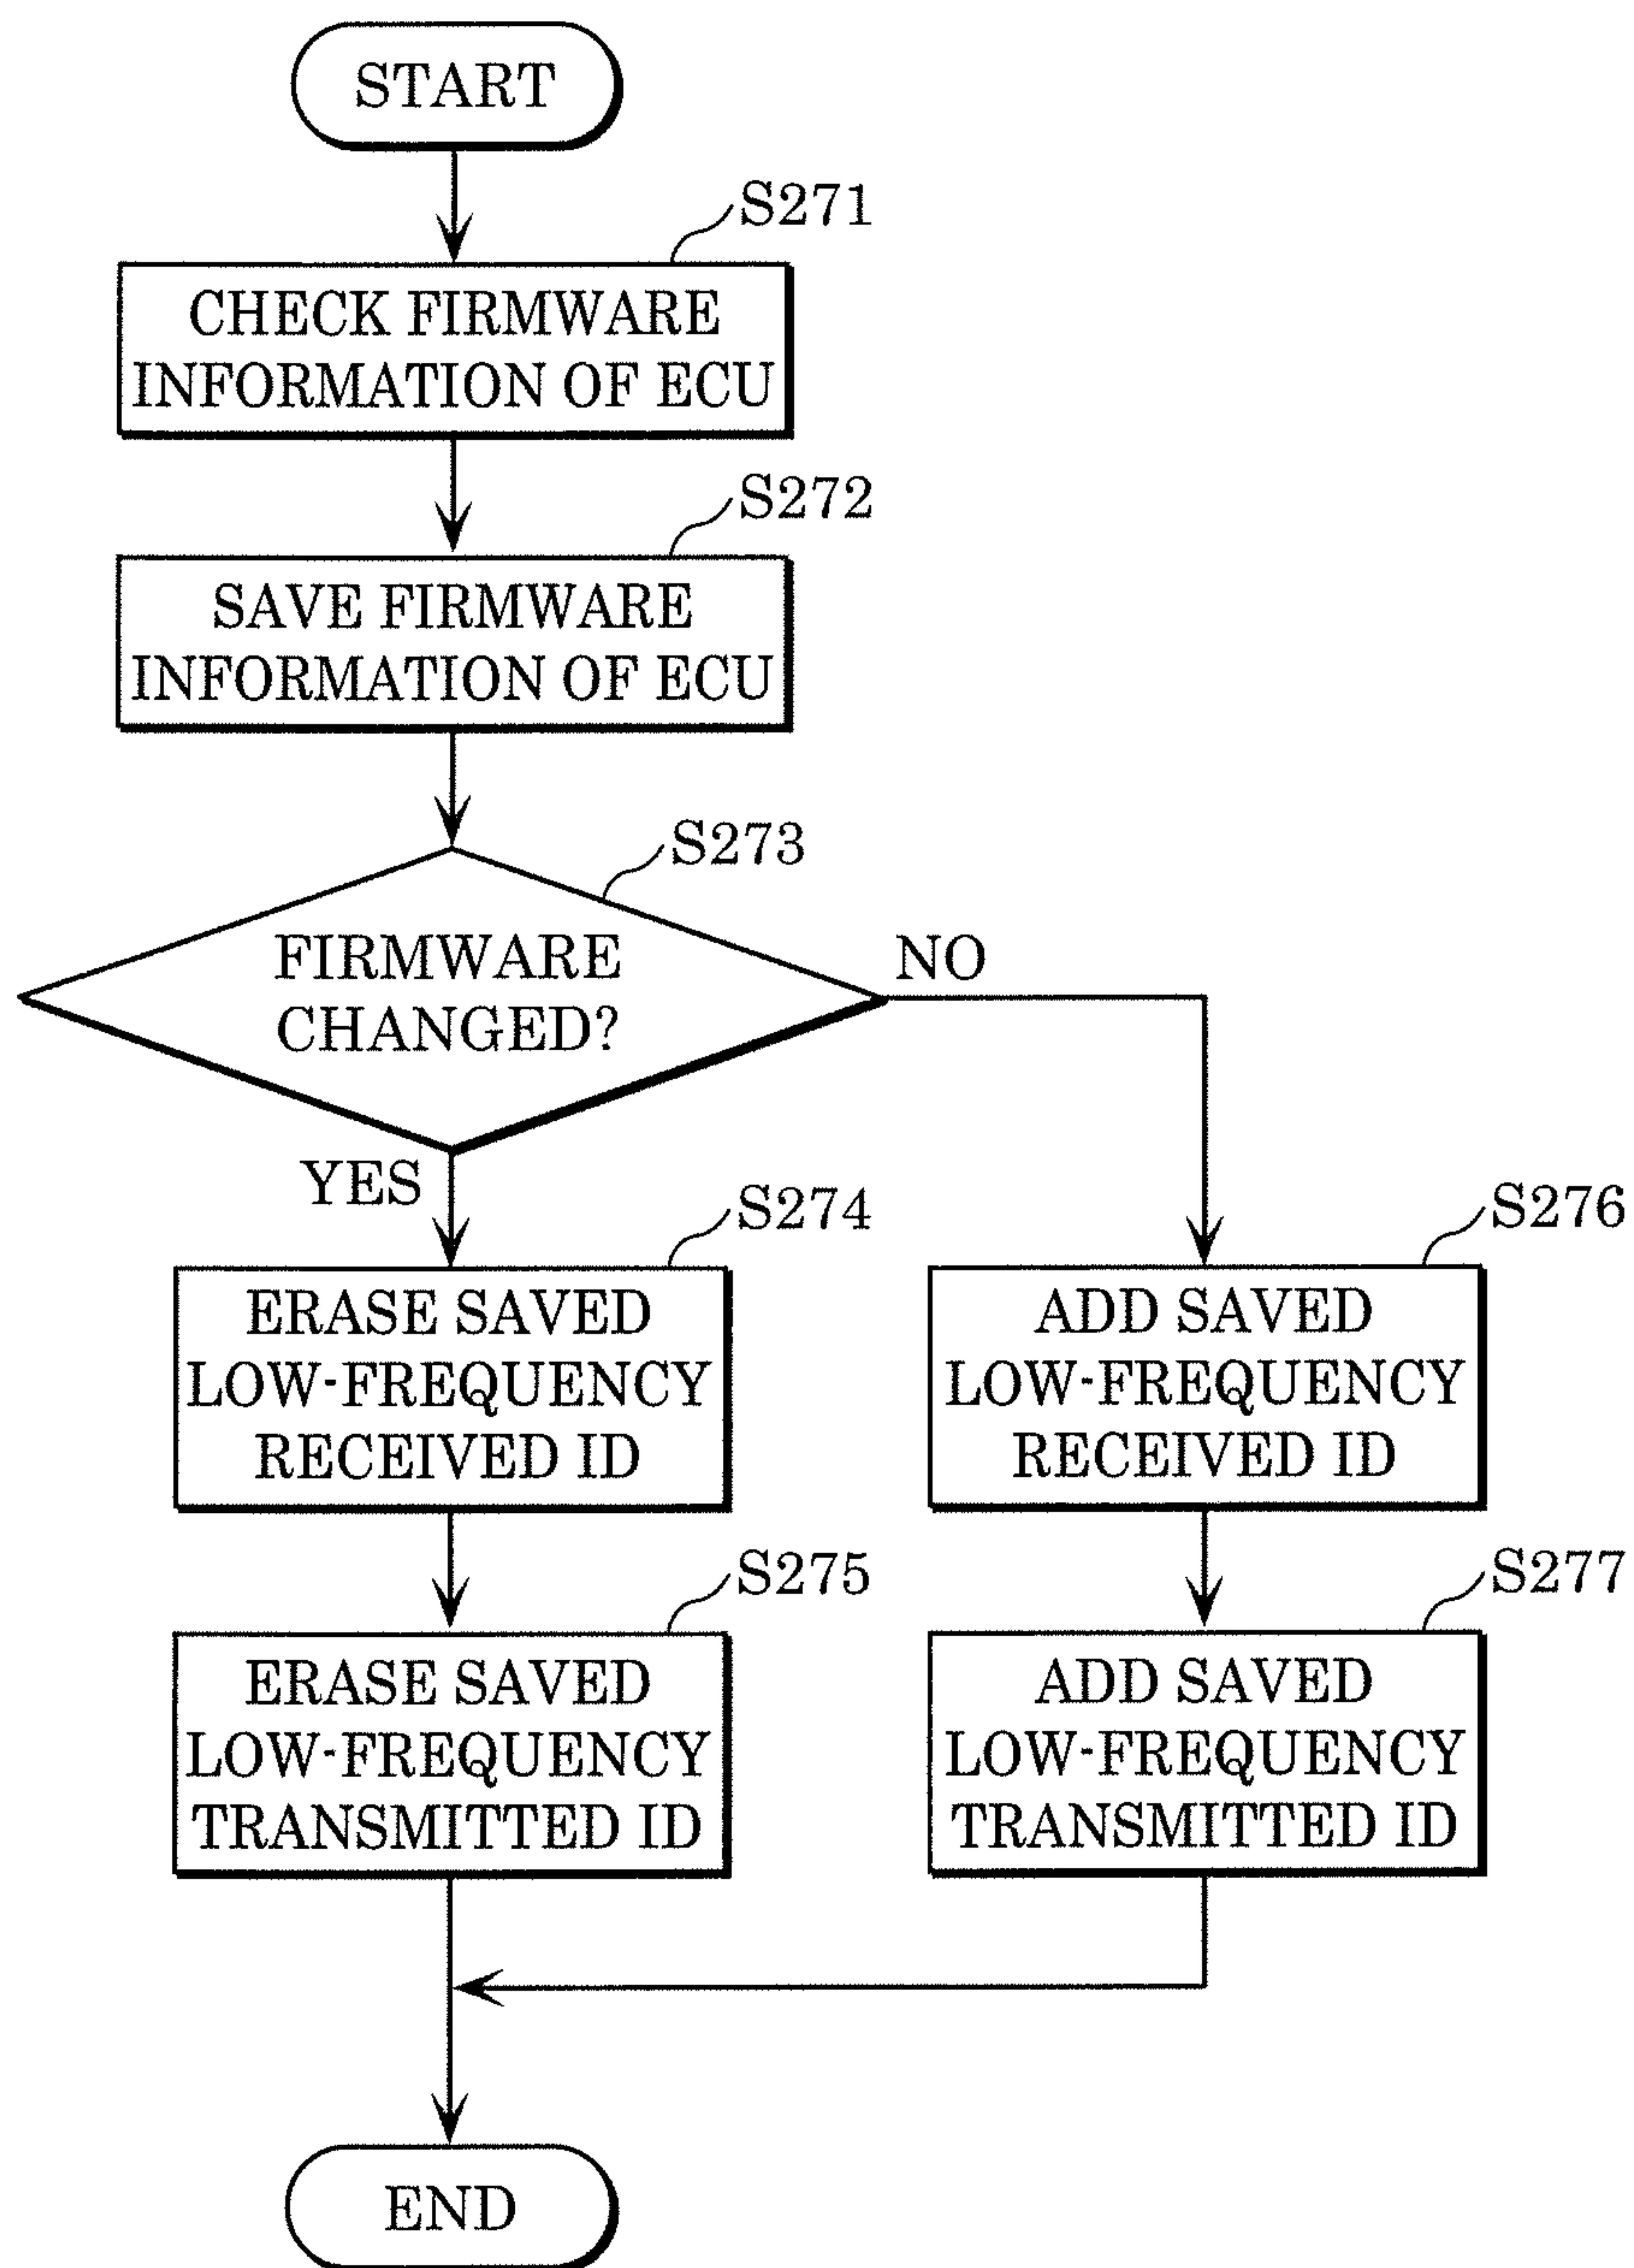 START
S271
CHECK FIRMWARE
INFORMATION OF ECU
S272
SAVE FIRMWARE
INFORMATION OF ECU
S273
FIRMWARE
CHANGED?
NO
YES
S274
ERASE SAVED
LOW-FREQUENCY
RECEIVED ID
S276
ADD SAVED
LOW-FREQUENCY
RECEIVED ID
S275
ERASE SAVED
LOW-FREQUENCY
TRANSMITTED ID
S277
ADD SAVED
LOW-FREQUENCY
TRANSMITTED ID
END